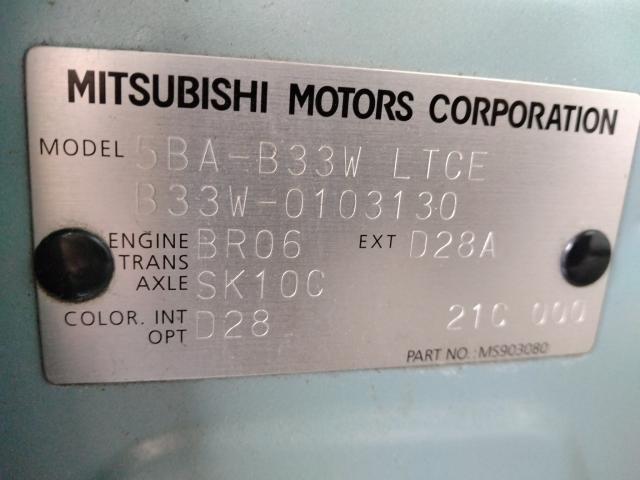 MITSUBISHI MOTORS CORPORATION
MODEL 5BA-B33W LTCE
B33W-0103130
ENGINE BR06 EXT D28A
TRANS
AXLE SK10C
COLOR. INT D28 21C 000
OPT
PART NO.: MS903080